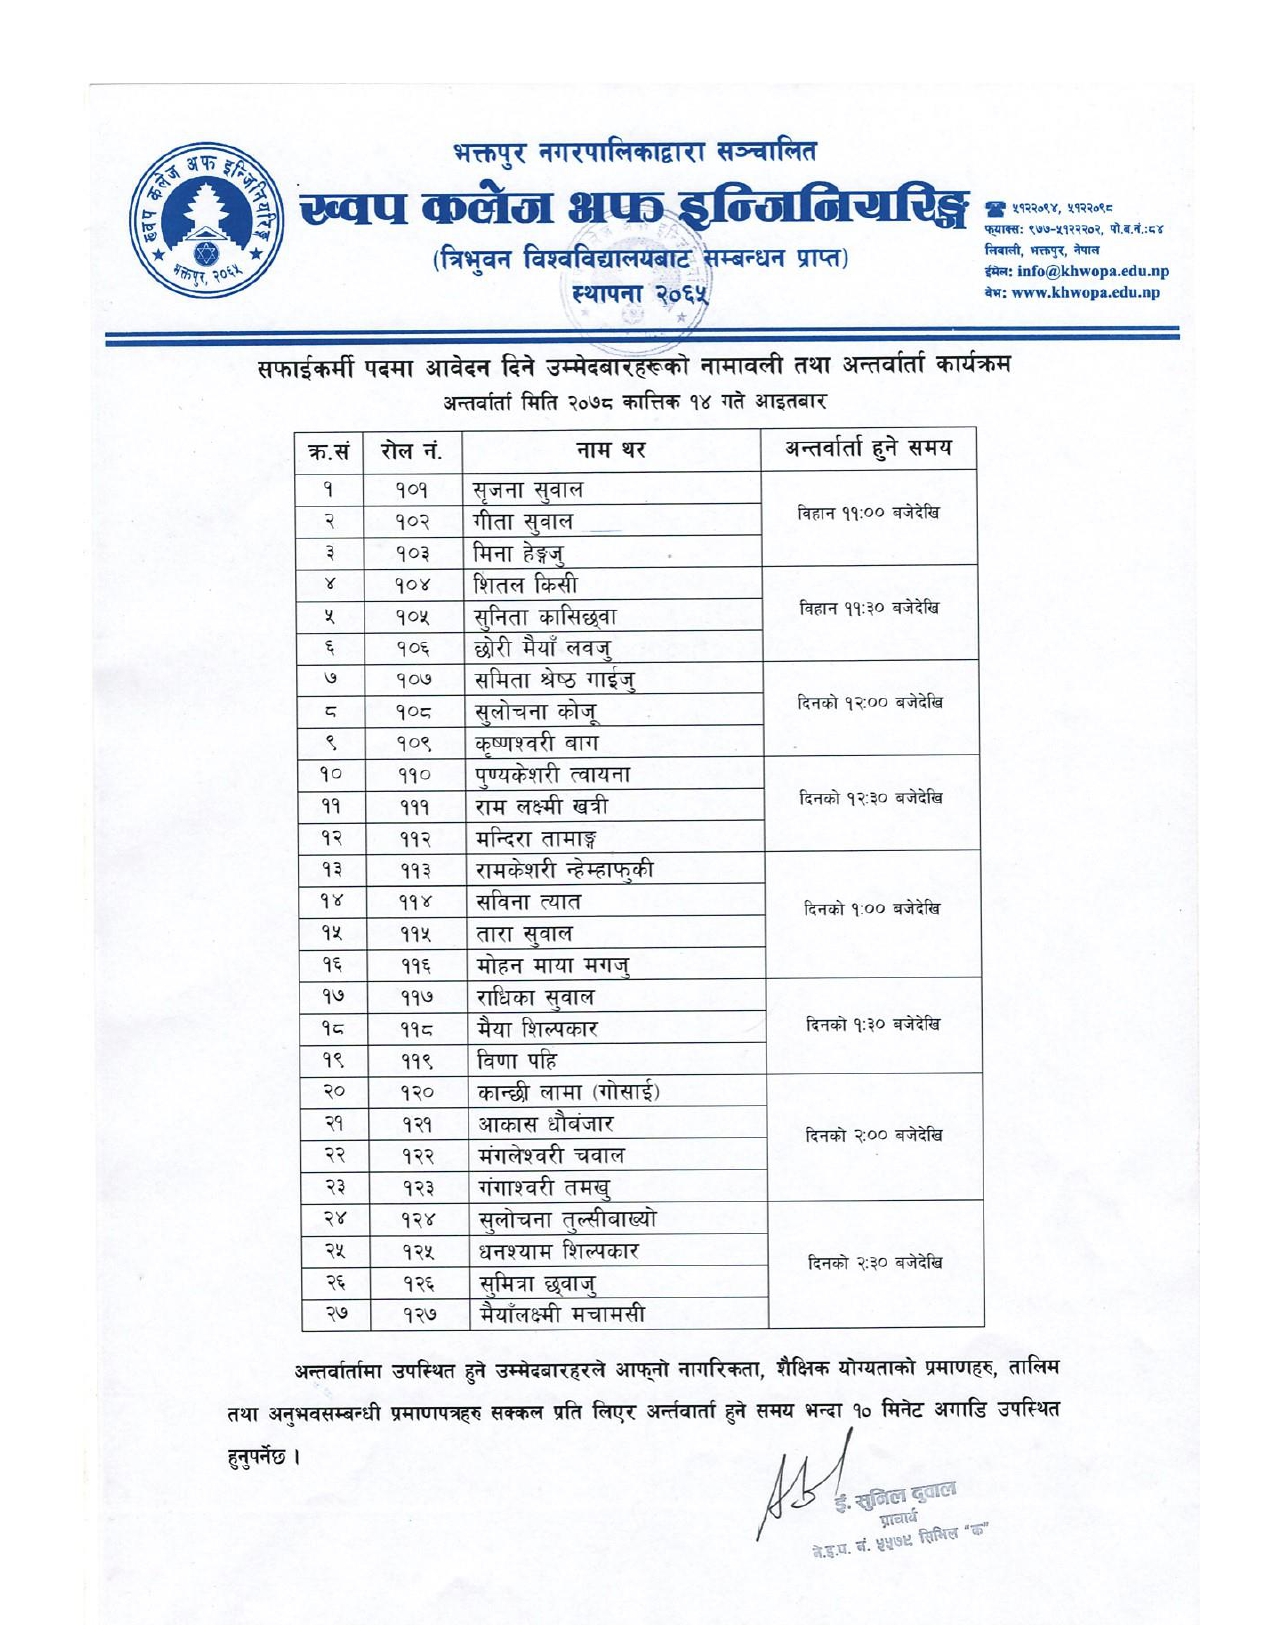 भक्तपुर नगरपालिकाद्वारा सञ्चालित
ख्वप कलेज अफ इन्जिनियरिङ्ग
(त्रिभुवन विश्वविद्यालयबाट सम्बन्धन प्राप्त)
स्थापना २०६५
ख्वप कलेज अफ इन्जिनियरिङ्ग
भक्तपुर, २०६५
☎ ५१२२०९४, ५१२२०९८
फ्याक्स: ९७७-५१२२२०२, पो.ब.नं.:८४
लिवाली, भक्तपुर, नेपाल
ईमेल: info@khwopa.edu.np
वेभ: www.khwopa.edu.np
सफाईकर्मी पदमा आवेदन दिने उम्मेदबारहरूको नामावली तथा अन्तर्वार्ता कार्यक्रम
अन्तर्वार्ता मिति २०७८ कात्तिक १४ गते आइतबार
क्र.सं रोल नं. नाम थर अन्तर्वार्ता हुने समय
१ १०१ सृजना सुवाल
२ १०२ गीता सुवाल विहान ११:०० बजेदेखि
३ १०३ मिना हेङ्गजु
४ १०४ शितल किसी
५ १०५ सुनिता कासिछ्वा विहान ११:३० बजेदेखि
६ १०६ छोरी मैयाँ लवजु
७ १०७ समिता श्रेष्ठ गाईजु
८ १०८ सुलोचना कोजू दिनको १२:०० बजेदेखि
९ १०९ कृष्णश्वरी बाग
१० ११० पुण्यकेशरी त्वायना
११ १११ राम लक्ष्मी खत्री दिनको १२:३० बजेदेखि
१२ ११२ मन्दिरा तामाङ्ग
१३ ११३ रामकेशरी न्हेम्हाफुकी
१४ ११४ सविना त्यात दिनको १:०० बजेदेखि
१५ ११५ तारा सुवाल
१६ ११६ मोहन माया मगजु
१७ ११७ राधिका सुवाल
१८ ११८ मैया शिल्पकार दिनको १:३० बजेदेखि
१९ ११९ विणा पहि
२० १२० कान्छी लामा (गोसाई)
२१ १२१ आकास धौबंजार दिनको २:०० बजेदेखि
२२ १२२ मंगलेश्वरी चवाल
२३ १२३ गंगाश्वरी तमखु
२४ १२४ सुलोचना तुल्सीबाख्यो
२५ १२५ धनश्याम शिल्पकार दिनको २:३० बजेदेखि
२६ १२६ सुमित्रा छ्वाजु
२७ १२७ मैयाँलक्ष्मी मचामसी
अन्तर्वार्तामा उपस्थित हुने उम्मेदबारहरले आफ्नो नागरिकता, शैक्षिक योग्यताको प्रमाणहरु, तालिम
तथा अनुभवसम्बन्धी प्रमाणपत्रहरु सक्कल प्रति लिएर अर्न्तवार्ता हुने समय भन्दा १० मिनेट अगाडि उपस्थित
हुनुपर्नेछ ।
ई. सुनिल दुवाल
प्राचार्य
ने.इ.प. नं. ५५७९ सिभिल "क"